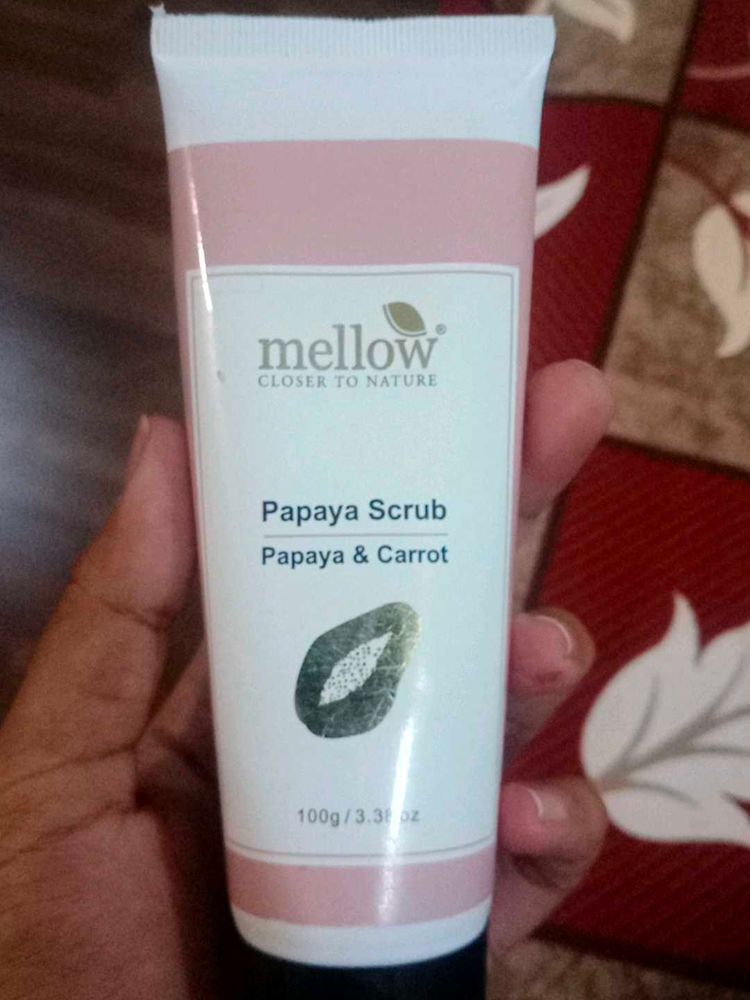 mellow®
CLOSER TO NATURE
Papaya Scrub
Papaya & Carrot
100g / 3.38 oz